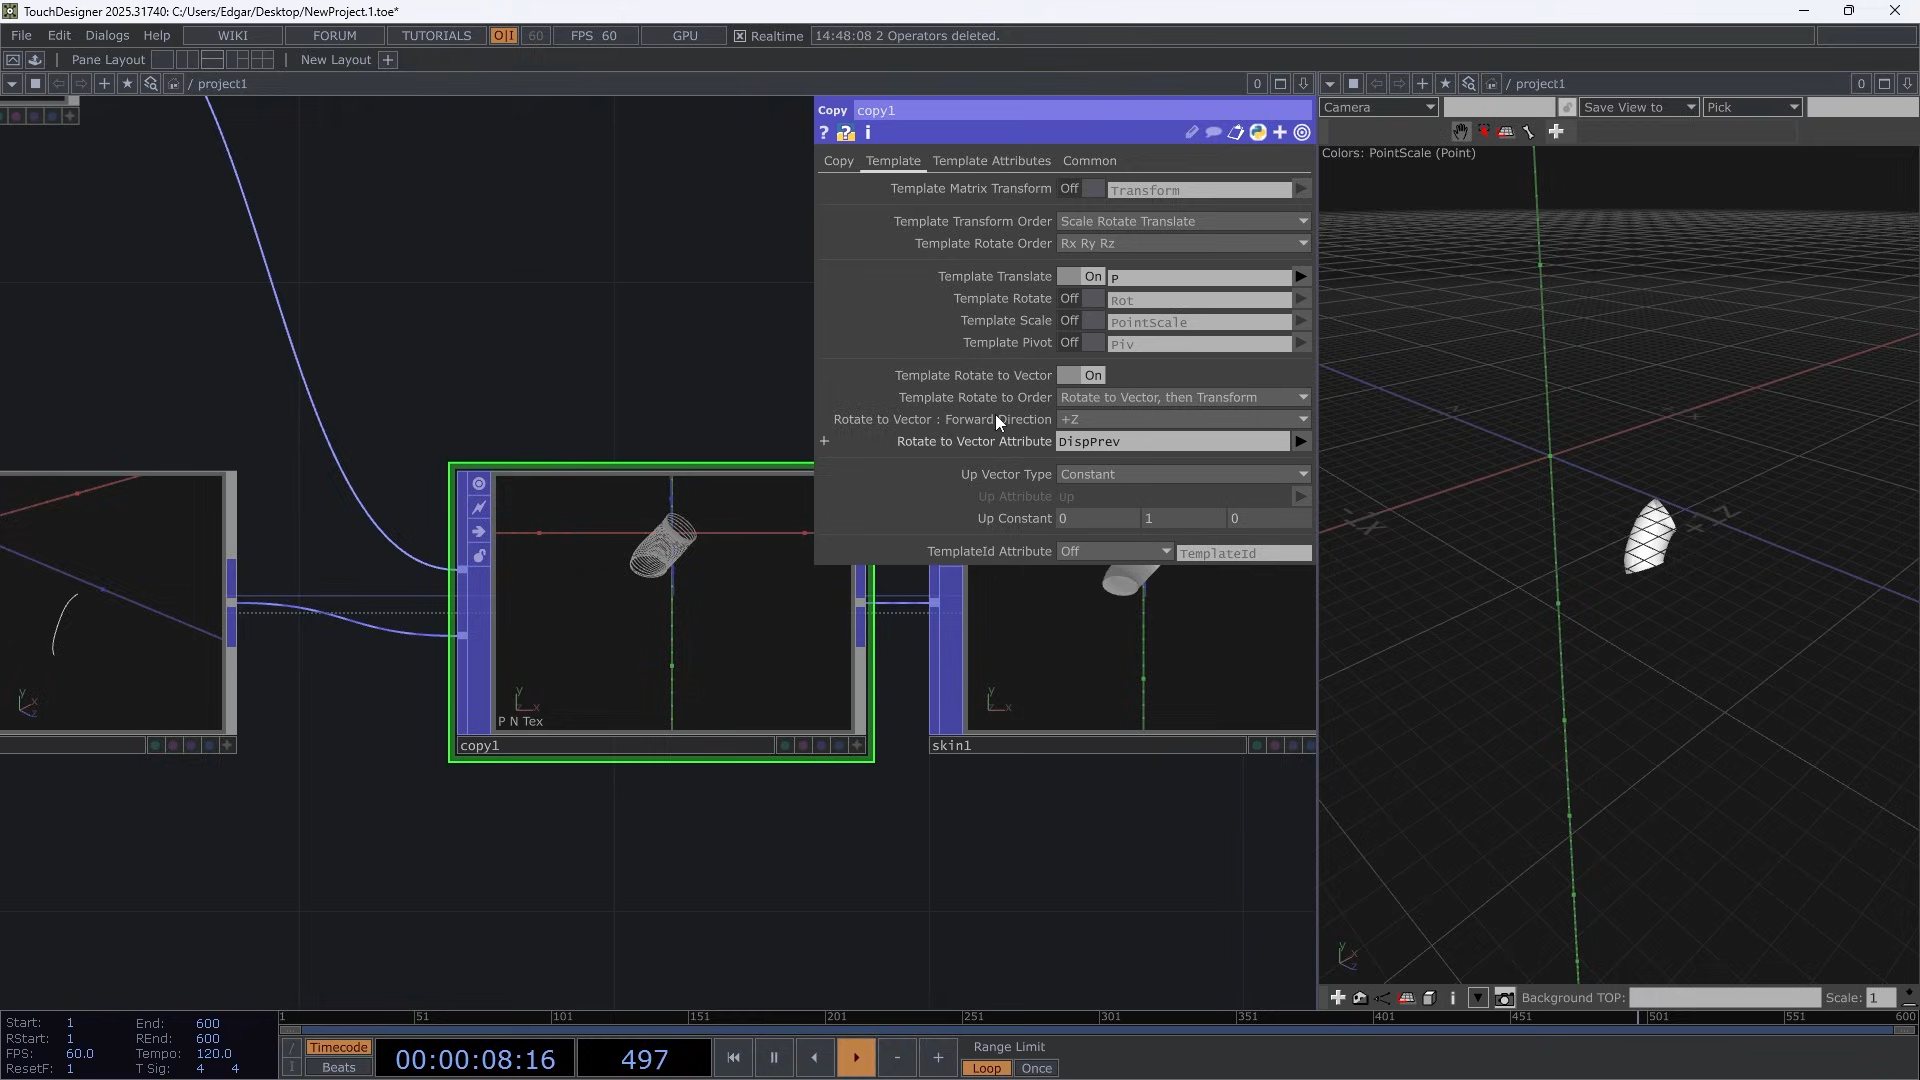 TouchDesigner 2025.31740: C:/Users/Edgar/Desktop/NewProject.1.toe*
File Edit Dialogs Help WIKI FORUM TUTORIALS O|I 60 FPS 60 GPU Realtime 14:48:08 2 Operators deleted.
Pane Layout New Layout +
/ project1 0
/ project1 0
Camera Save View to Pick
Colors: PointScale (Point)
Copy copy1
? ? i
Copy Template Template Attributes Common
Template Matrix Transform Off Transform
Template Transform Order Scale Rotate Translate
Template Rotate Order Rx Ry Rz
Template Translate On P
Template Rotate Off Rot
Template Scale Off PointScale
Template Pivot Off Piv
Template Rotate to Vector On
Template Rotate to Order Rotate to Vector, then Transform
Rotate to Vector : Forward Direction +Z
+ Rotate to Vector Attribute DispPrev
Up Vector Type Constant
Up Attribute Up
Up Constant 0 1 0
TemplateId Attribute Off TemplateId
P N Tex
copy1
skin1
Background TOP: Scale: 1
Start: 1 End: 600
RStart: 1 REnd: 600
FPS: 60.0 Tempo: 120.0
ResetF: 1 T Sig: 4 4
1 51 101 151 201 251 301 351 401 451 501 551 600
Timecode
Beats
00:00:08:16
497
- +
Range Limit
Loop Once